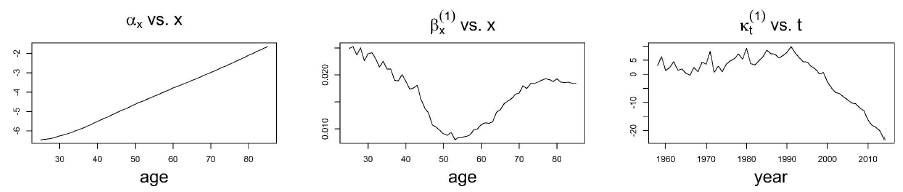 αₓ vs. x
βₓ⁽¹⁾ vs. x
κₜ⁽¹⁾ vs. t
-2
-3
-4
-5
-6
30 40 50 60 70 80
age
0.020
0.010
30 40 50 60 70 80
age
5
0
-10
-20
1960 1970 1980 1990 2000 2010
year